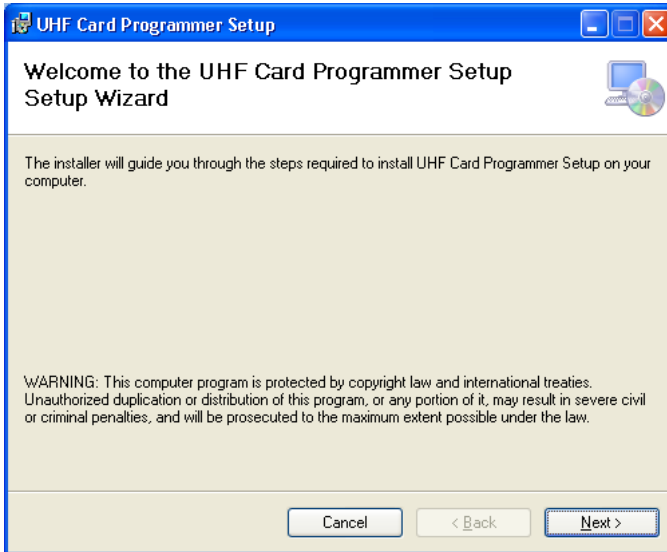 UHF Card Programmer Setup
Welcome to the UHF Card Programmer Setup
Setup Wizard
The installer will guide you through the steps required to install UHF Card Programmer Setup on your
computer.
WARNING: This computer program is protected by copyright law and international treaties.
Unauthorized duplication or distribution of this program, or any portion of it, may result in severe civil
or criminal penalties, and will be prosecuted to the maximum extent possible under the law.
Cancel
< Back
Next >